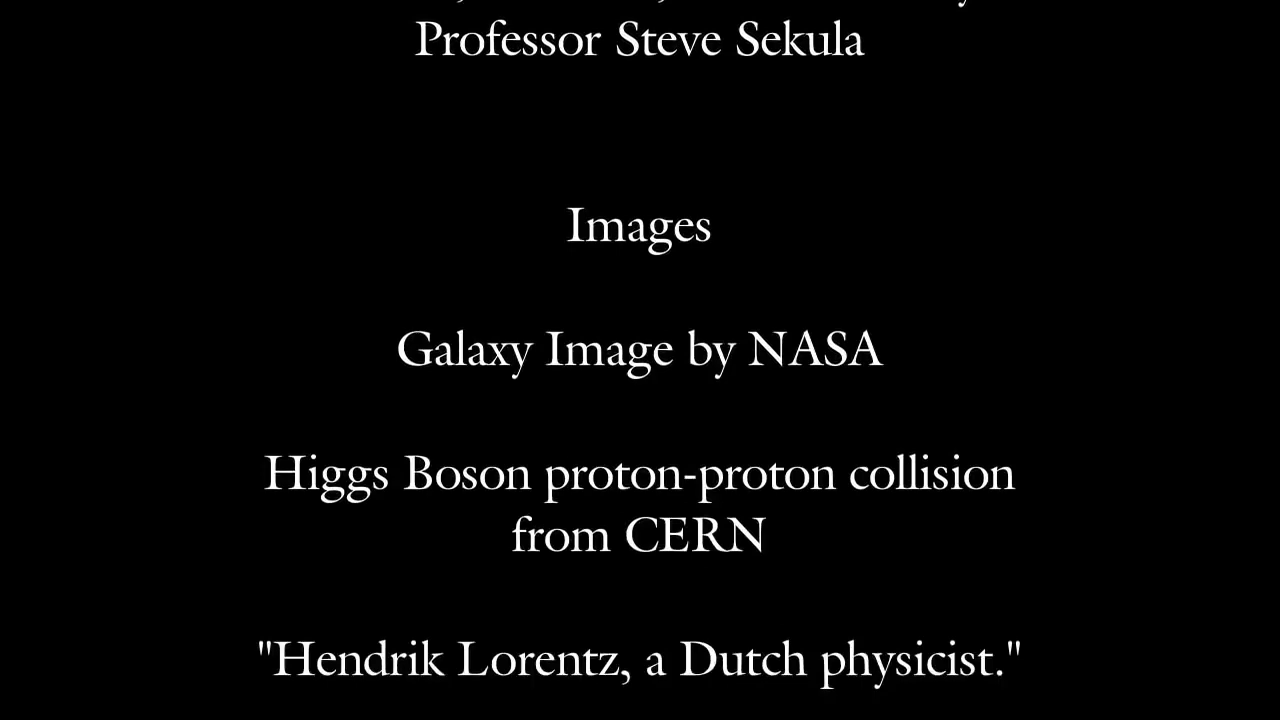 Professor Steve Sekula
Images
Galaxy Image by NASA
Higgs Boson proton-proton collision
from CERN
"Hendrik Lorentz, a Dutch physicist."